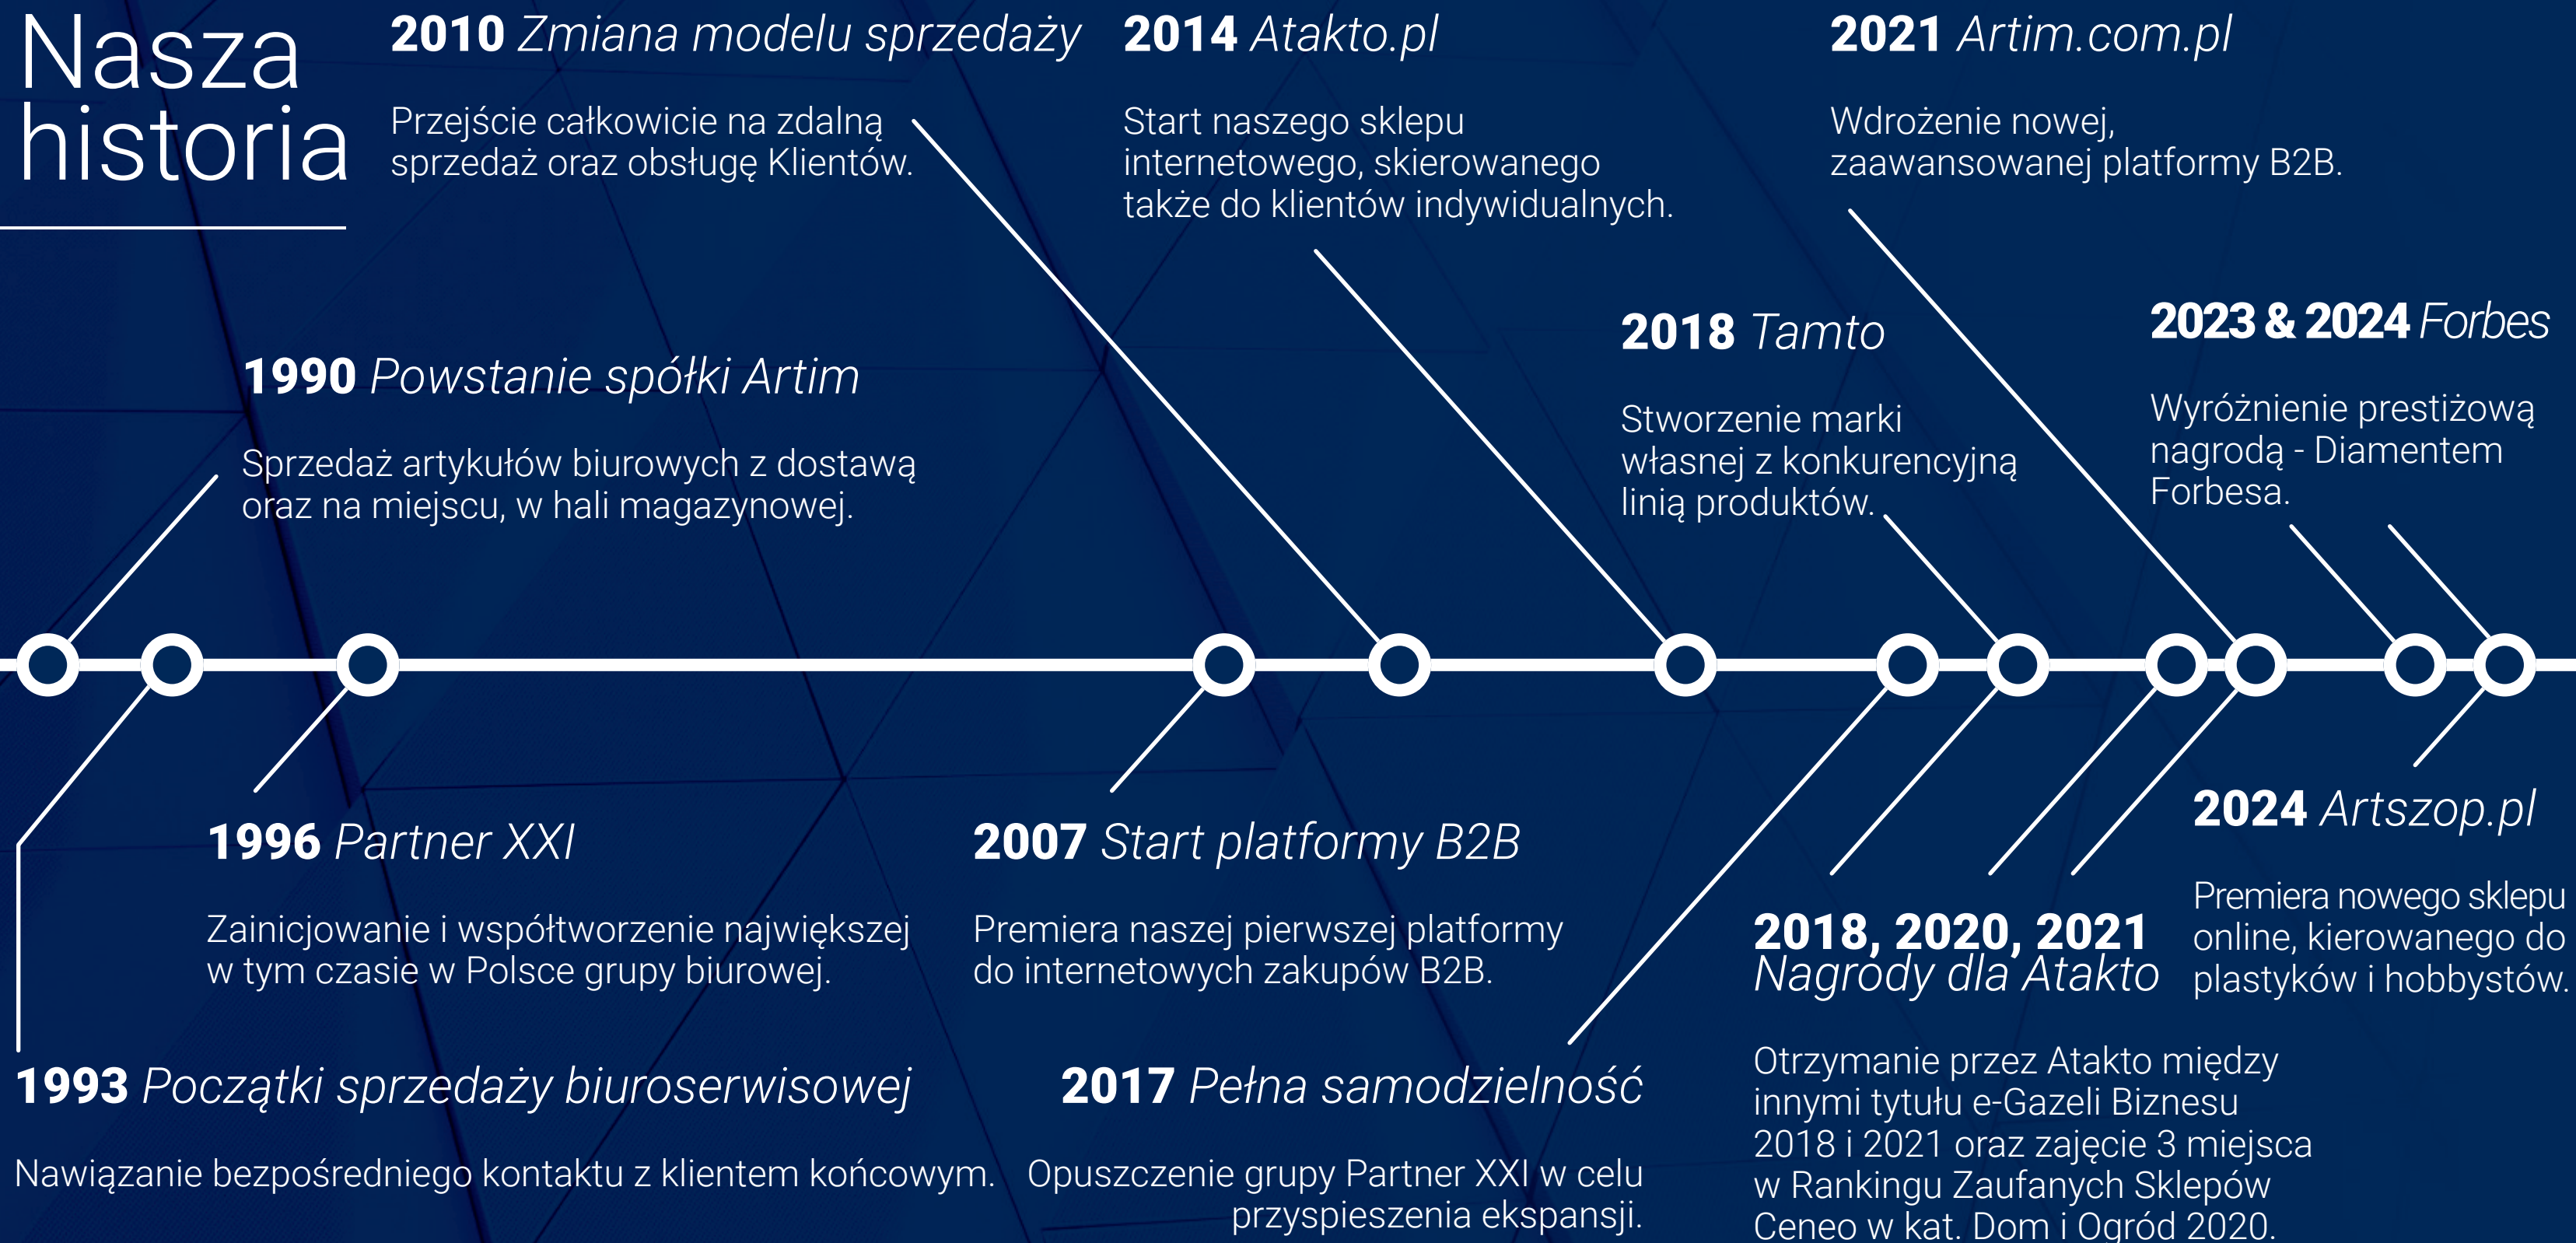 Nasza
historia
2010 Zmiana modelu sprzedaży
Przejście całkowicie na zdalną
sprzedaż oraz obsługę Klientów.
2014 Atakto.pl
Start naszego sklepu
internetowego, skierowanego
także do klientów indywidualnych.
2021 Artim.com.pl
Wdrożenie nowej,
zaawansowanej platformy B2B.
1990 Powstanie spółki Artim
Sprzedaż artykułów biurowych z dostawą
oraz na miejscu, w hali magazynowej.
2018 Tamto
Stworzenie marki
własnej z konkurencyjną
linią produktów.
2023 & 2024 Forbes
Wyróżnienie prestiżową
nagrodą - Diamentem
Forbesa.
1996 Partner XXI
Zainicjowanie i współtworzenie największej
w tym czasie w Polsce grupy biurowej.
2007 Start platformy B2B
Premiera naszej pierwszej platformy
do internetowych zakupów B2B.
2024 Artszop.pl
Premiera nowego sklepu
online, kierowanego do
plastyków i hobbystów.
1993 Początki sprzedaży biuroserwisowej
Nawiązanie bezpośredniego kontaktu z klientem końcowym.
2017 Pełna samodzielność
Opuszczenie grupy Partner XXI w celu
przyspieszenia ekspansji.
2018, 2020, 2021
Nagrody dla Atakto
Otrzymanie przez Atakto między
innymi tytułu e-Gazeli Biznesu
2018 i 2021 oraz zajęcie 3 miejsca
w Rankingu Zaufanych Sklepów
Ceneo w kat. Dom i Ogród 2020.